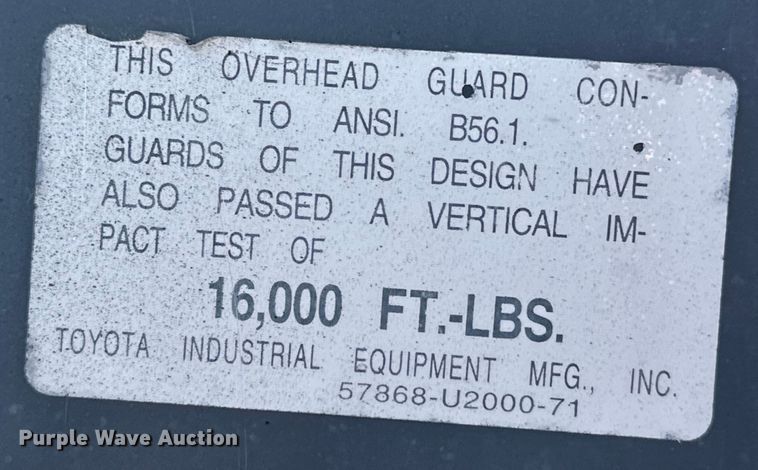 THIS OVERHEAD GUARD CON-
FORMS TO ANSI. B56.1.
GUARDS OF THIS DESIGN HAVE
ALSO PASSED A VERTICAL IM-
PACT TEST OF
16,000 FT.-LBS.
TOYOTA INDUSTRIAL EQUIPMENT MFG., INC.
57868-U2000-71
Purple Wave Auction